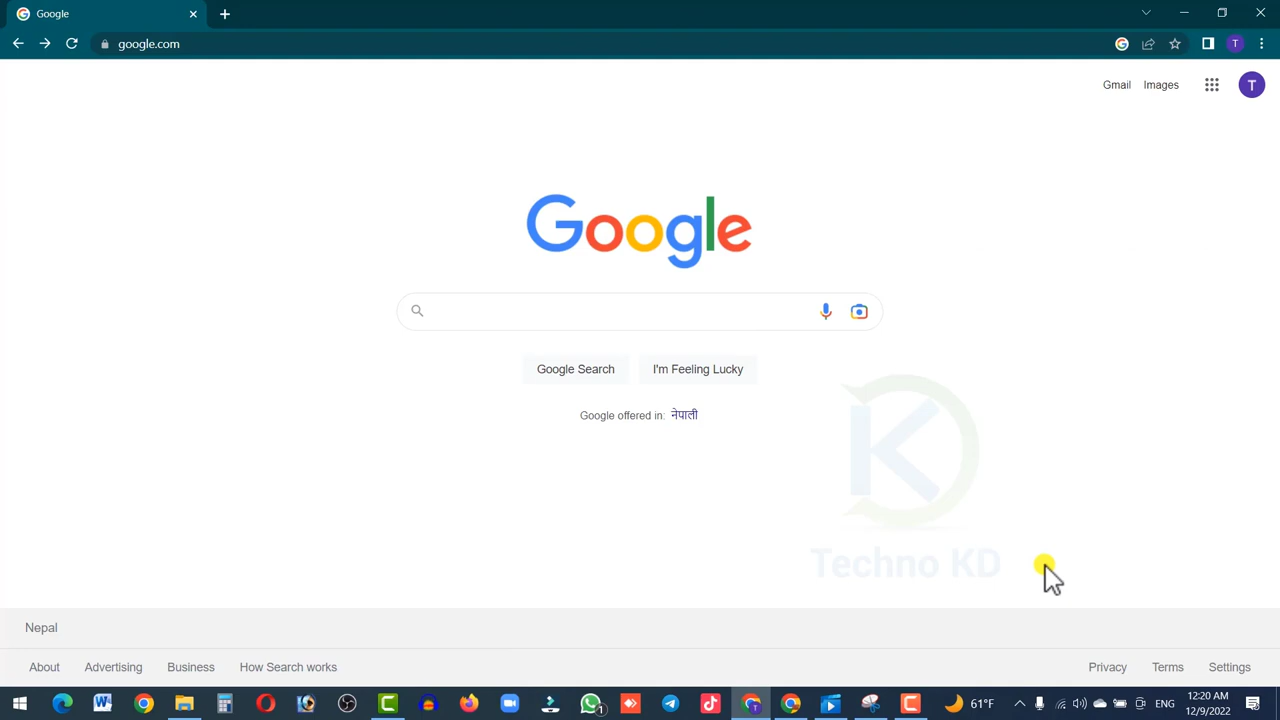 Google
google.com
T
Gmail
Images
T
Google
Google Search
I'm Feeling Lucky
Google offered in: नेपाली
K
Techno KD
Nepal
About
Advertising
Business
How Search works
Privacy
Terms
Settings
1
T
61°F
ENG
12:20 AM
12/9/2022